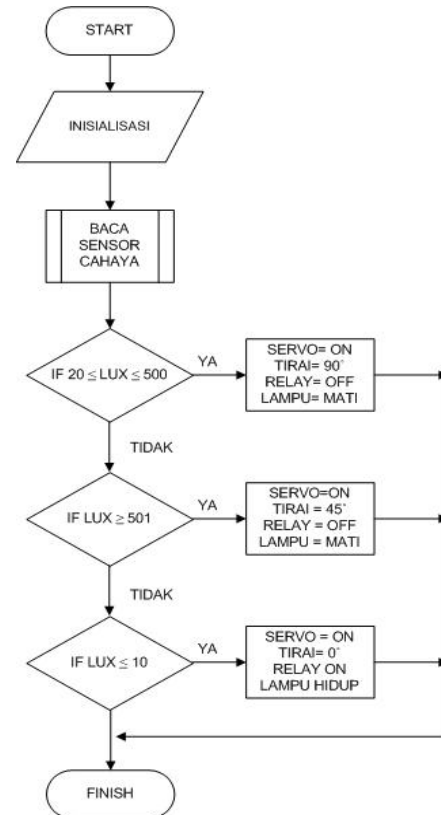 START
INISIALISASI
BACA
SENSOR
CAHAYA
IF 20 ≤ LUX ≤ 500
YA
SERVO= ON
TIRAI= 90°
RELAY= OFF
LAMPU= MATI
TIDAK
IF LUX ≥ 501
YA
SERVO=ON
TIRAI = 45°
RELAY = OFF
LAMPU = MATI
TIDAK
IF LUX ≤ 10
YA
SERVO = ON
TIRAI= 0°
RELAY ON
LAMPU HIDUP
FINISH